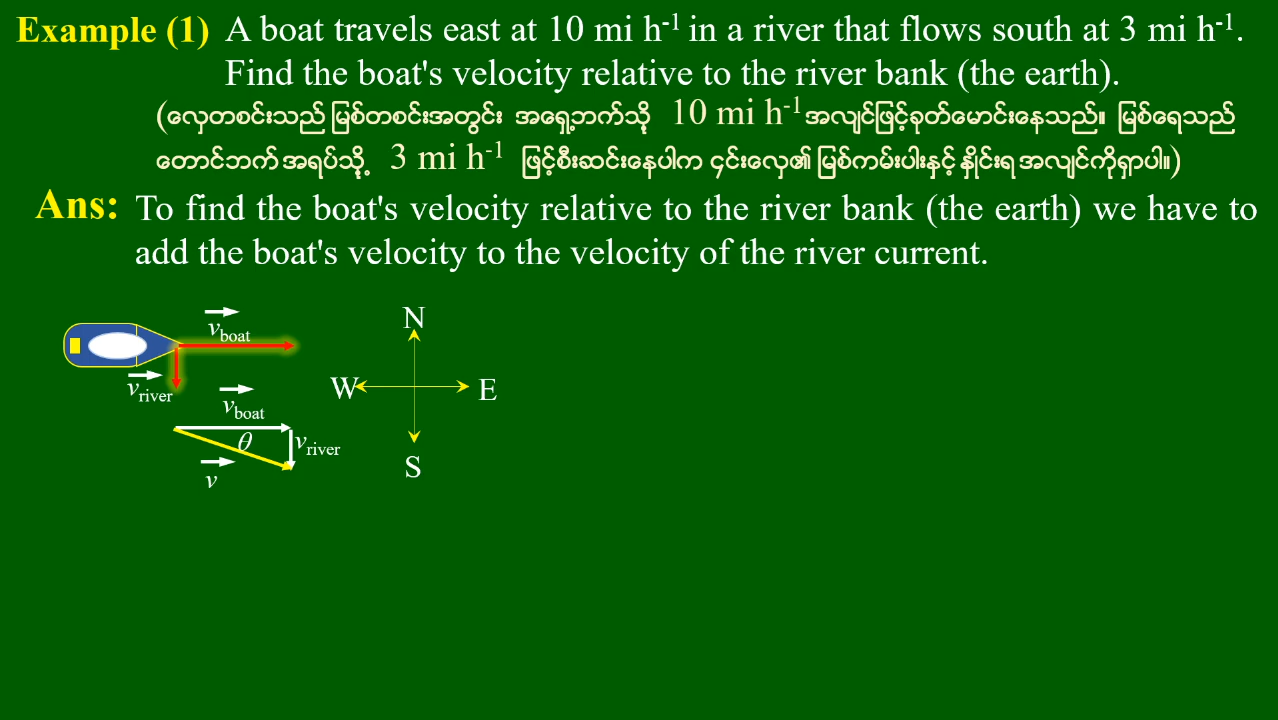 Example (1) A boat travels east at 10 mi h⁻¹ in a river that flows south at 3 mi h⁻¹.
Find the boat's velocity relative to the river bank (the earth).
(လှေတစင်းသည် မြစ်တစင်းအတွင်း အရှေ့ဘက်သို့ 10 mi h⁻¹ အလျင်ဖြင့်ခုတ်မောင်းနေသည်။ မြစ်ရေသည်
တောင်ဘက်အရပ်သို့ 3 mi h⁻¹ ဖြင့်စီးဆင်းနေပါက ၄င်းလှေ၏ မြစ်ကမ်းပါးနှင့် နှိုင်းရ အလျင်ကိုရှာပါ။)
Ans: To find the boat's velocity relative to the river bank (the earth) we have to
add the boat's velocity to the velocity of the river current.
v boat
v river
v boat
θ
v river
v
N
W
E
S